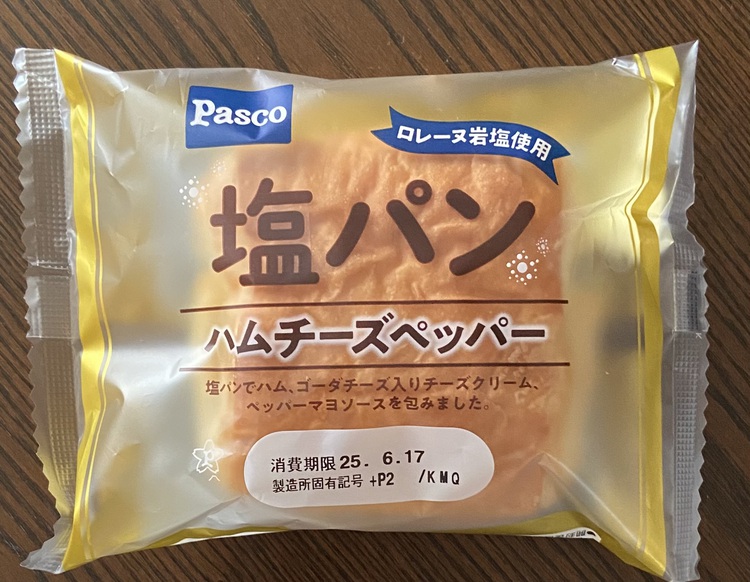 Pasco
ロレーヌ岩塩使用
塩パン
ハムチーズペッパー
塩パンでハム、ゴーダチーズ入りチーズクリーム、
ペッパーマヨソースを包みました。
消費期限 25. 6.17
製造所固有記号 +P2 /KMQ